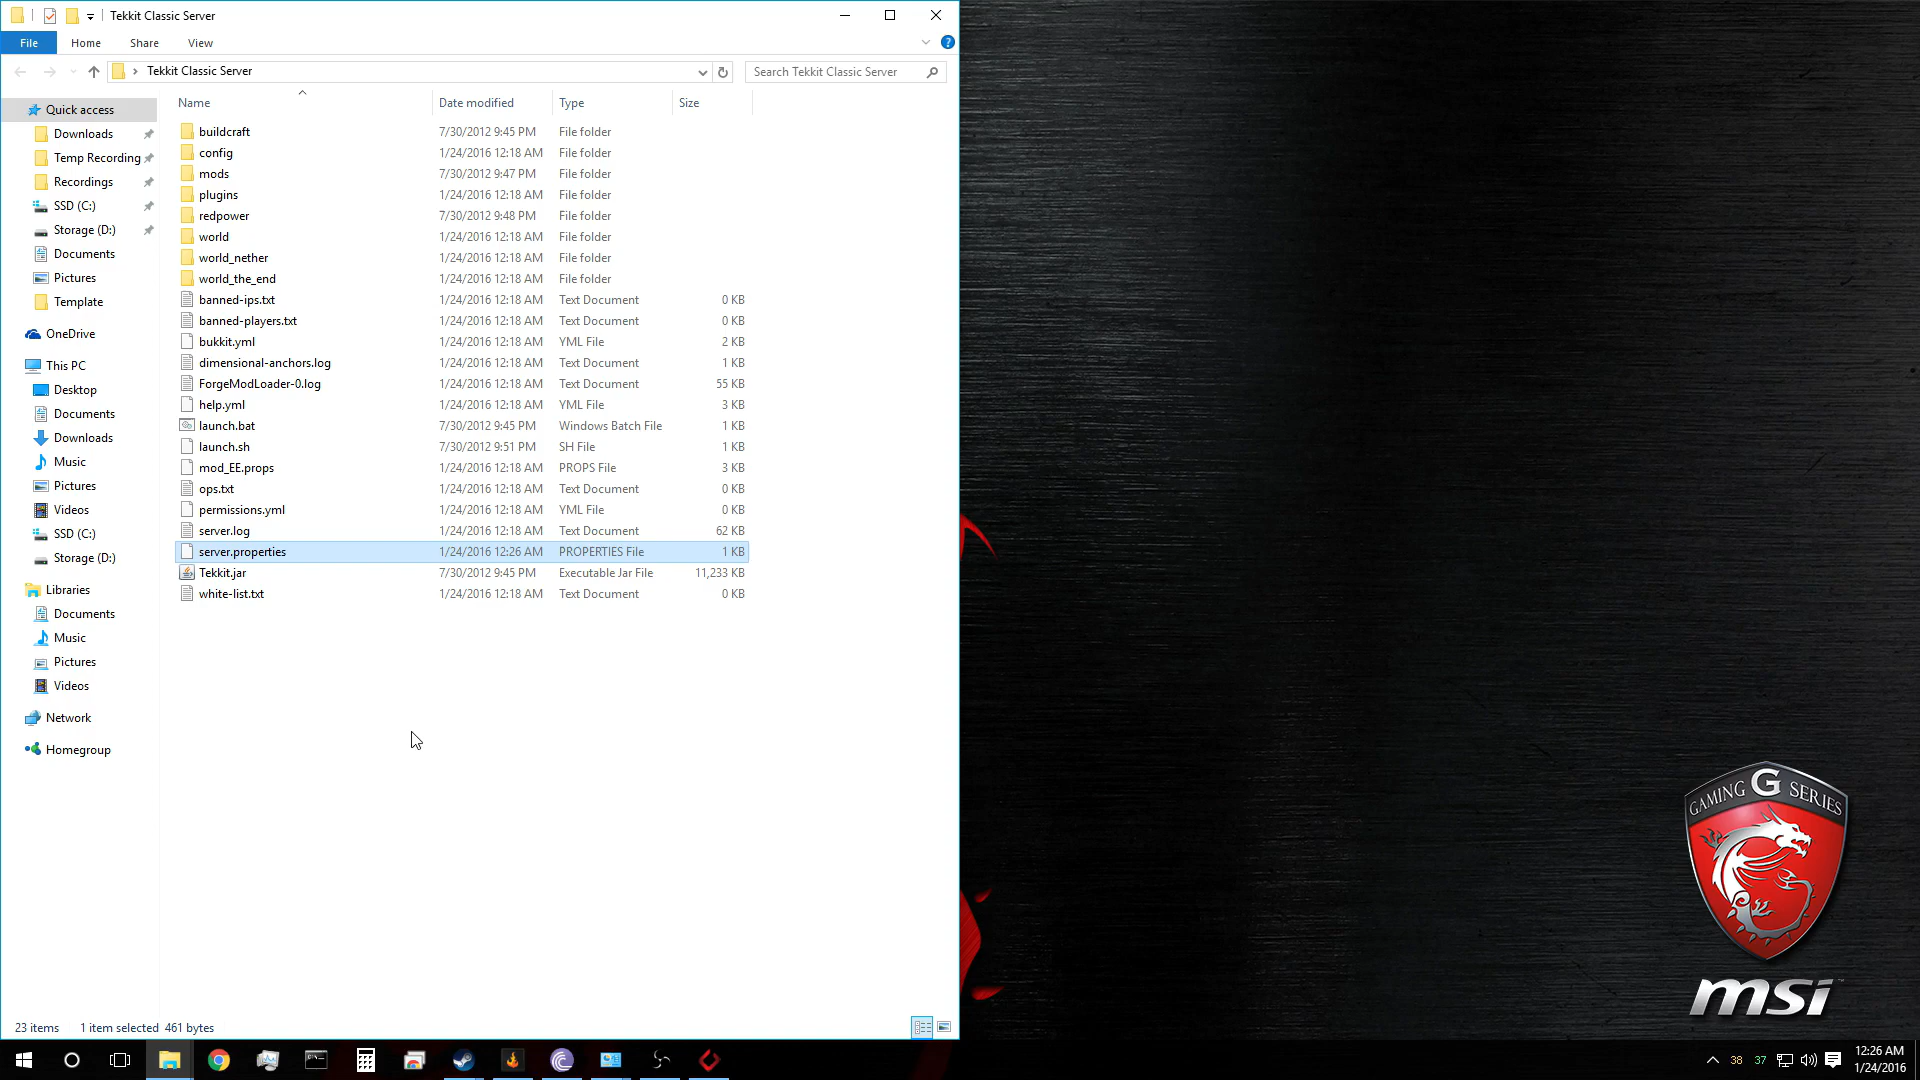 Tekkit Classic Server
File Home Share View
Tekkit Classic Server
Search Tekkit Classic Server
Name Date modified Type Size
Quick access
Downloads
Temp Recording
Recordings
SSD (C:)
Storage (D:)
Documents
Pictures
Template
OneDrive
This PC
Desktop
Documents
Downloads
Music
Pictures
Videos
SSD (C:)
Storage (D:)
Libraries
Documents
Music
Pictures
Videos
Network
Homegroup
buildcraft 7/30/2012 9:45 PM File folder
config 1/24/2016 12:18 AM File folder
mods 7/30/2012 9:47 PM File folder
plugins 1/24/2016 12:18 AM File folder
redpower 7/30/2012 9:48 PM File folder
world 1/24/2016 12:18 AM File folder
world_nether 1/24/2016 12:18 AM File folder
world_the_end 1/24/2016 12:18 AM File folder
banned-ips.txt 1/24/2016 12:18 AM Text Document 0 KB
banned-players.txt 1/24/2016 12:18 AM Text Document 0 KB
bukkit.yml 1/24/2016 12:18 AM YML File 2 KB
dimensional-anchors.log 1/24/2016 12:18 AM Text Document 1 KB
ForgeModLoader-0.log 1/24/2016 12:18 AM Text Document 55 KB
help.yml 1/24/2016 12:18 AM YML File 3 KB
launch.bat 7/30/2012 9:45 PM Windows Batch File 1 KB
launch.sh 7/30/2012 9:51 PM SH File 1 KB
mod_EE.props 1/24/2016 12:18 AM PROPS File 3 KB
ops.txt 1/24/2016 12:18 AM Text Document 0 KB
permissions.yml 1/24/2016 12:18 AM YML File 0 KB
server.log 1/24/2016 12:18 AM Text Document 62 KB
server.properties 1/24/2016 12:26 AM PROPERTIES File 1 KB
Tekkit.jar 7/30/2012 9:45 PM Executable Jar File 11,233 KB
white-list.txt 1/24/2016 12:18 AM Text Document 0 KB
23 items 1 item selected 461 bytes
GAMING G SERIES
msi
38 37
12:26 AM
1/24/2016